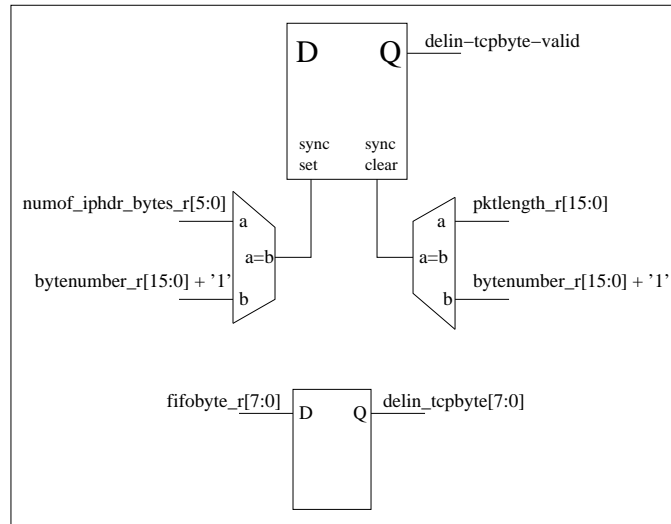 D Q delin−tcpbyte−valid
sync sync
set clear
numof_iphdr_bytes_r[5:0] pktlength_r[15:0]
a a
a=b a=b
bytenumber_r[15:0] + '1' bytenumber_r[15:0] + '1'
b b
fifobyte_r[7:0] delin_tcpbyte[7:0]
D Q